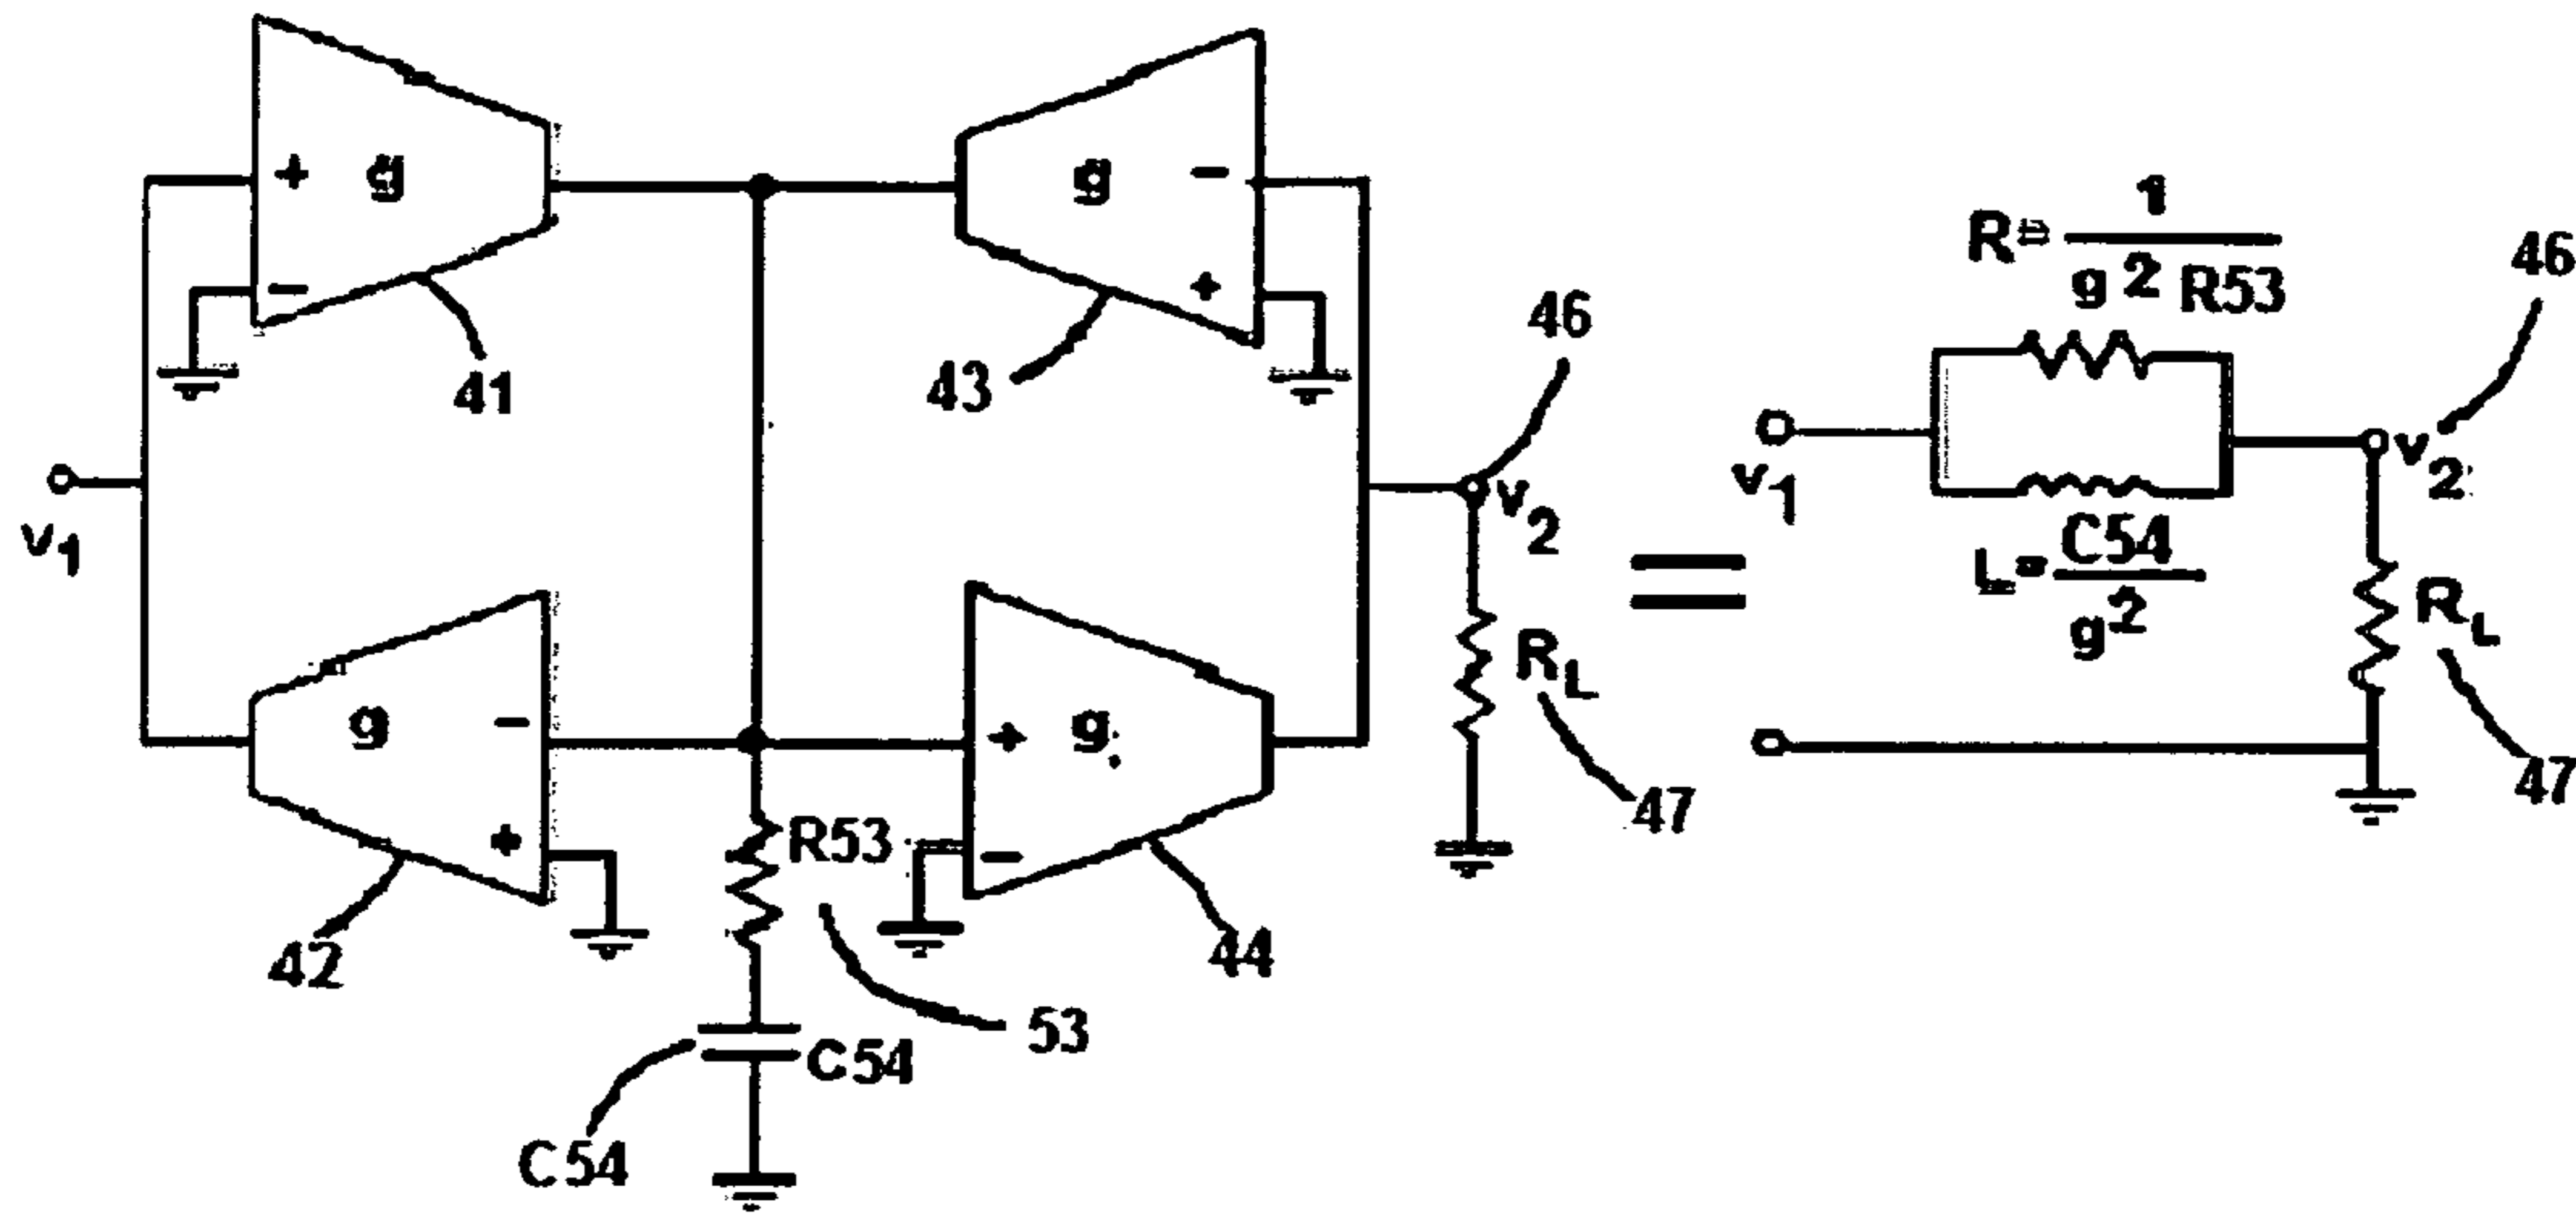 + g -
41
- g +
43
v1
- g +
42
+ g -
44
R53
53
C54
C54
46
v2
RL
47
=
R= 1 / g2 R53
46
v1
v2
L= C54 / g2
RL
47